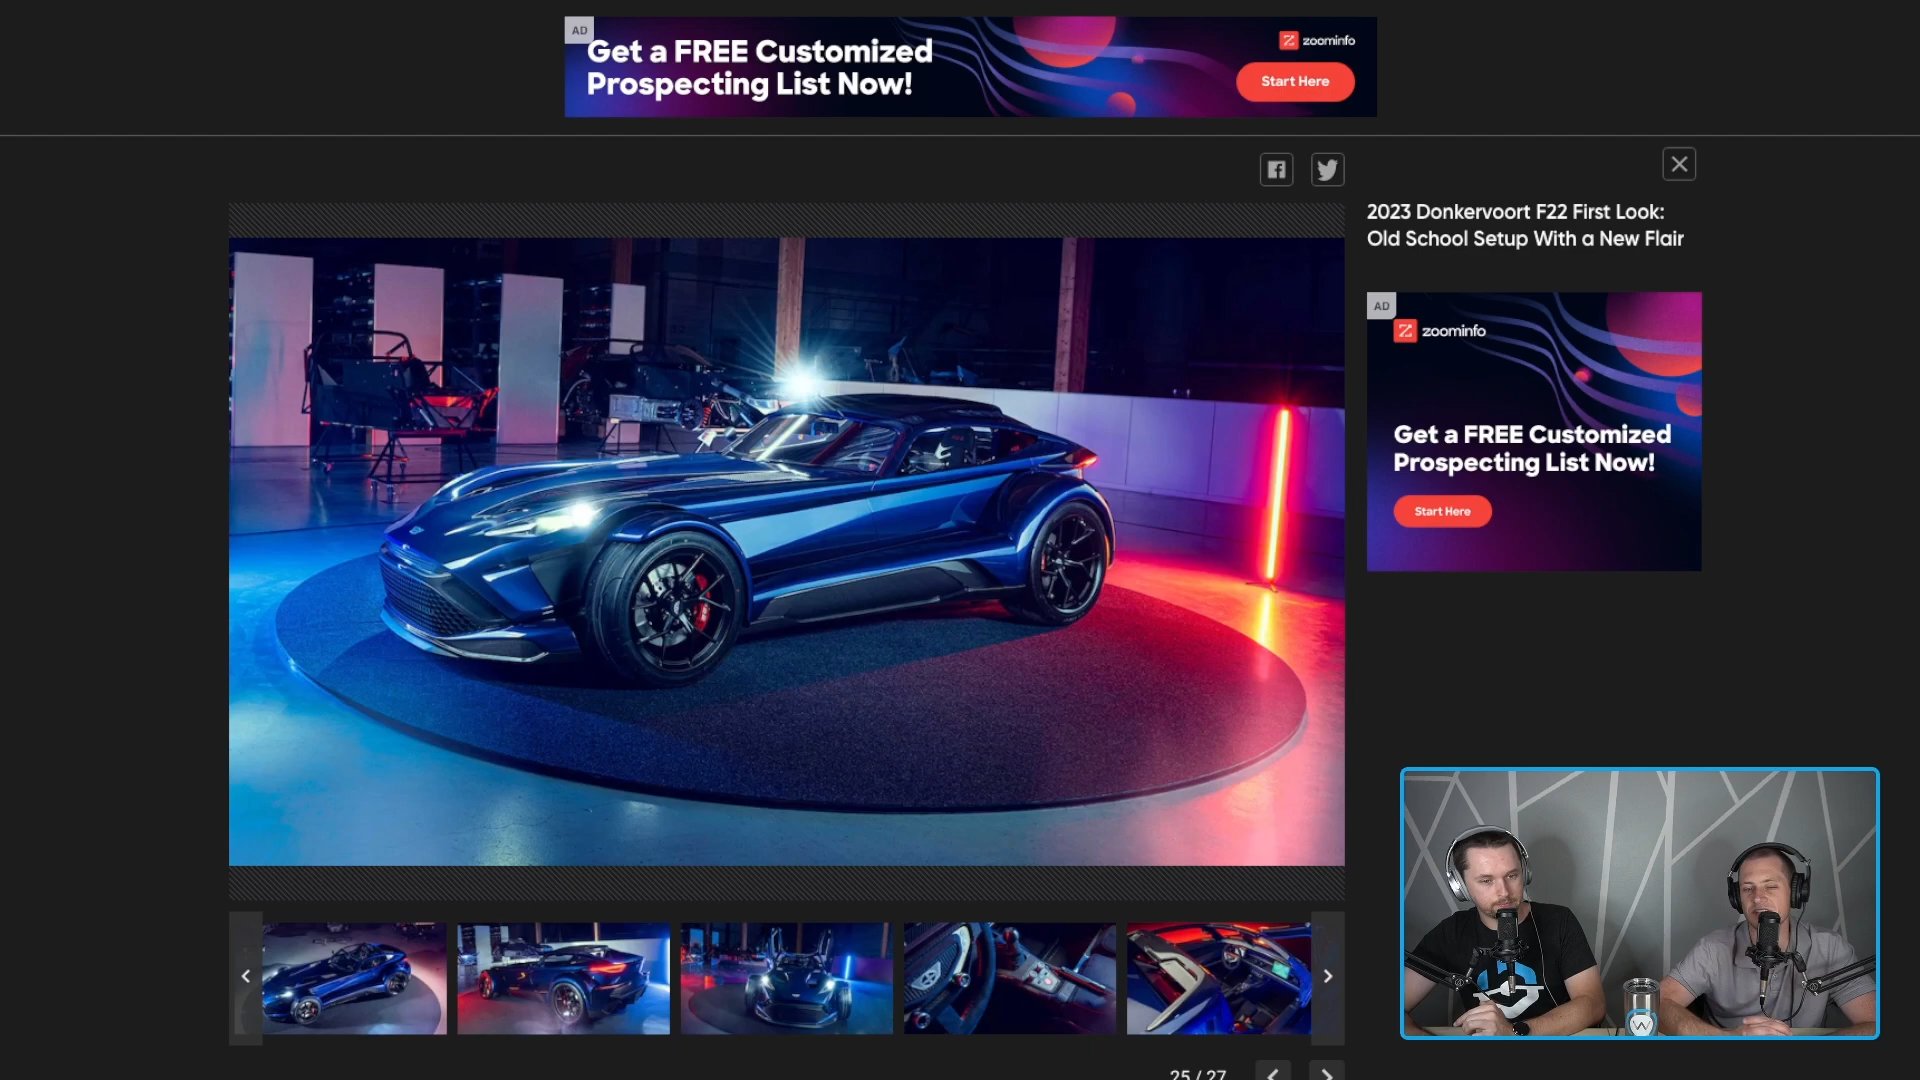 AD
Get a FREE Customized
Prospecting List Now!
zoominfo
Start Here
2023 Donkervoort F22 First Look:
Old School Setup With a New Flair
AD
zoominfo
Get a FREE Customized
Prospecting List Now!
Start Here
25 / 27